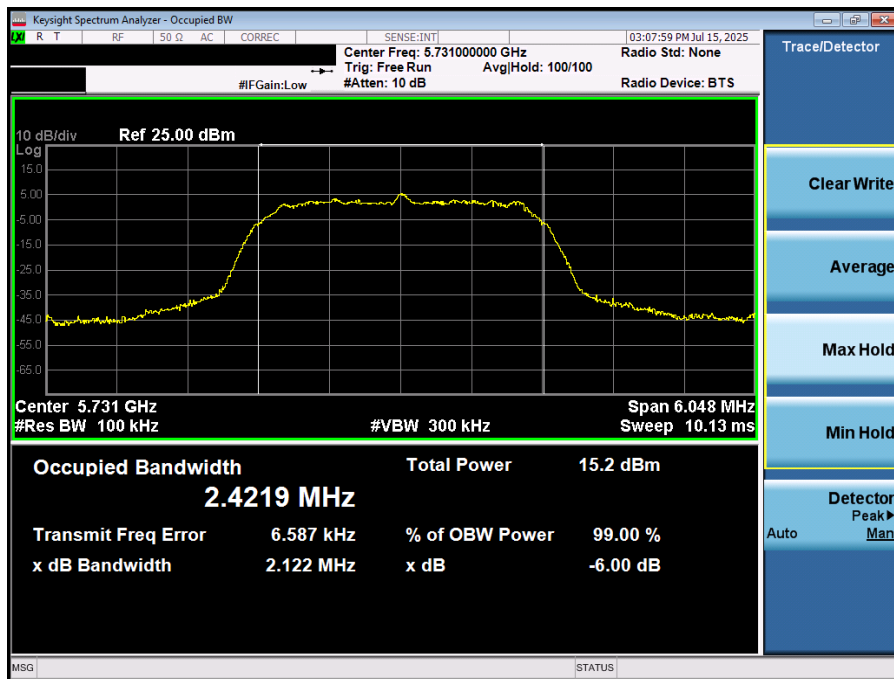 Keysight Spectrum Analyzer - Occupied BW
LXI R T RF 50 Ω AC CORREC SENSE:INT 03:07:59 PM Jul 15, 2025
Center Freq: 5.731000000 GHz Radio Std: None
Trig: Free Run Avg|Hold: 100/100
#IFGain:Low #Atten: 10 dB Radio Device: BTS
Trace/Detector
10 dB/div Ref 25.00 dBm
Log
15.0
5.00
-5.00
-15.0
-25.0
-35.0
-45.0
-55.0
-65.0
Center 5.731 GHz Span 6.048 MHz
#Res BW 100 kHz #VBW 300 kHz Sweep 10.13 ms
Occupied Bandwidth Total Power 15.2 dBm
2.4219 MHz
Transmit Freq Error 6.587 kHz % of OBW Power 99.00 %
x dB Bandwidth 2.122 MHz x dB -6.00 dB
Clear Write
Average
Max Hold
Min Hold
Detector
Peak▶
Auto Man
MSG STATUS